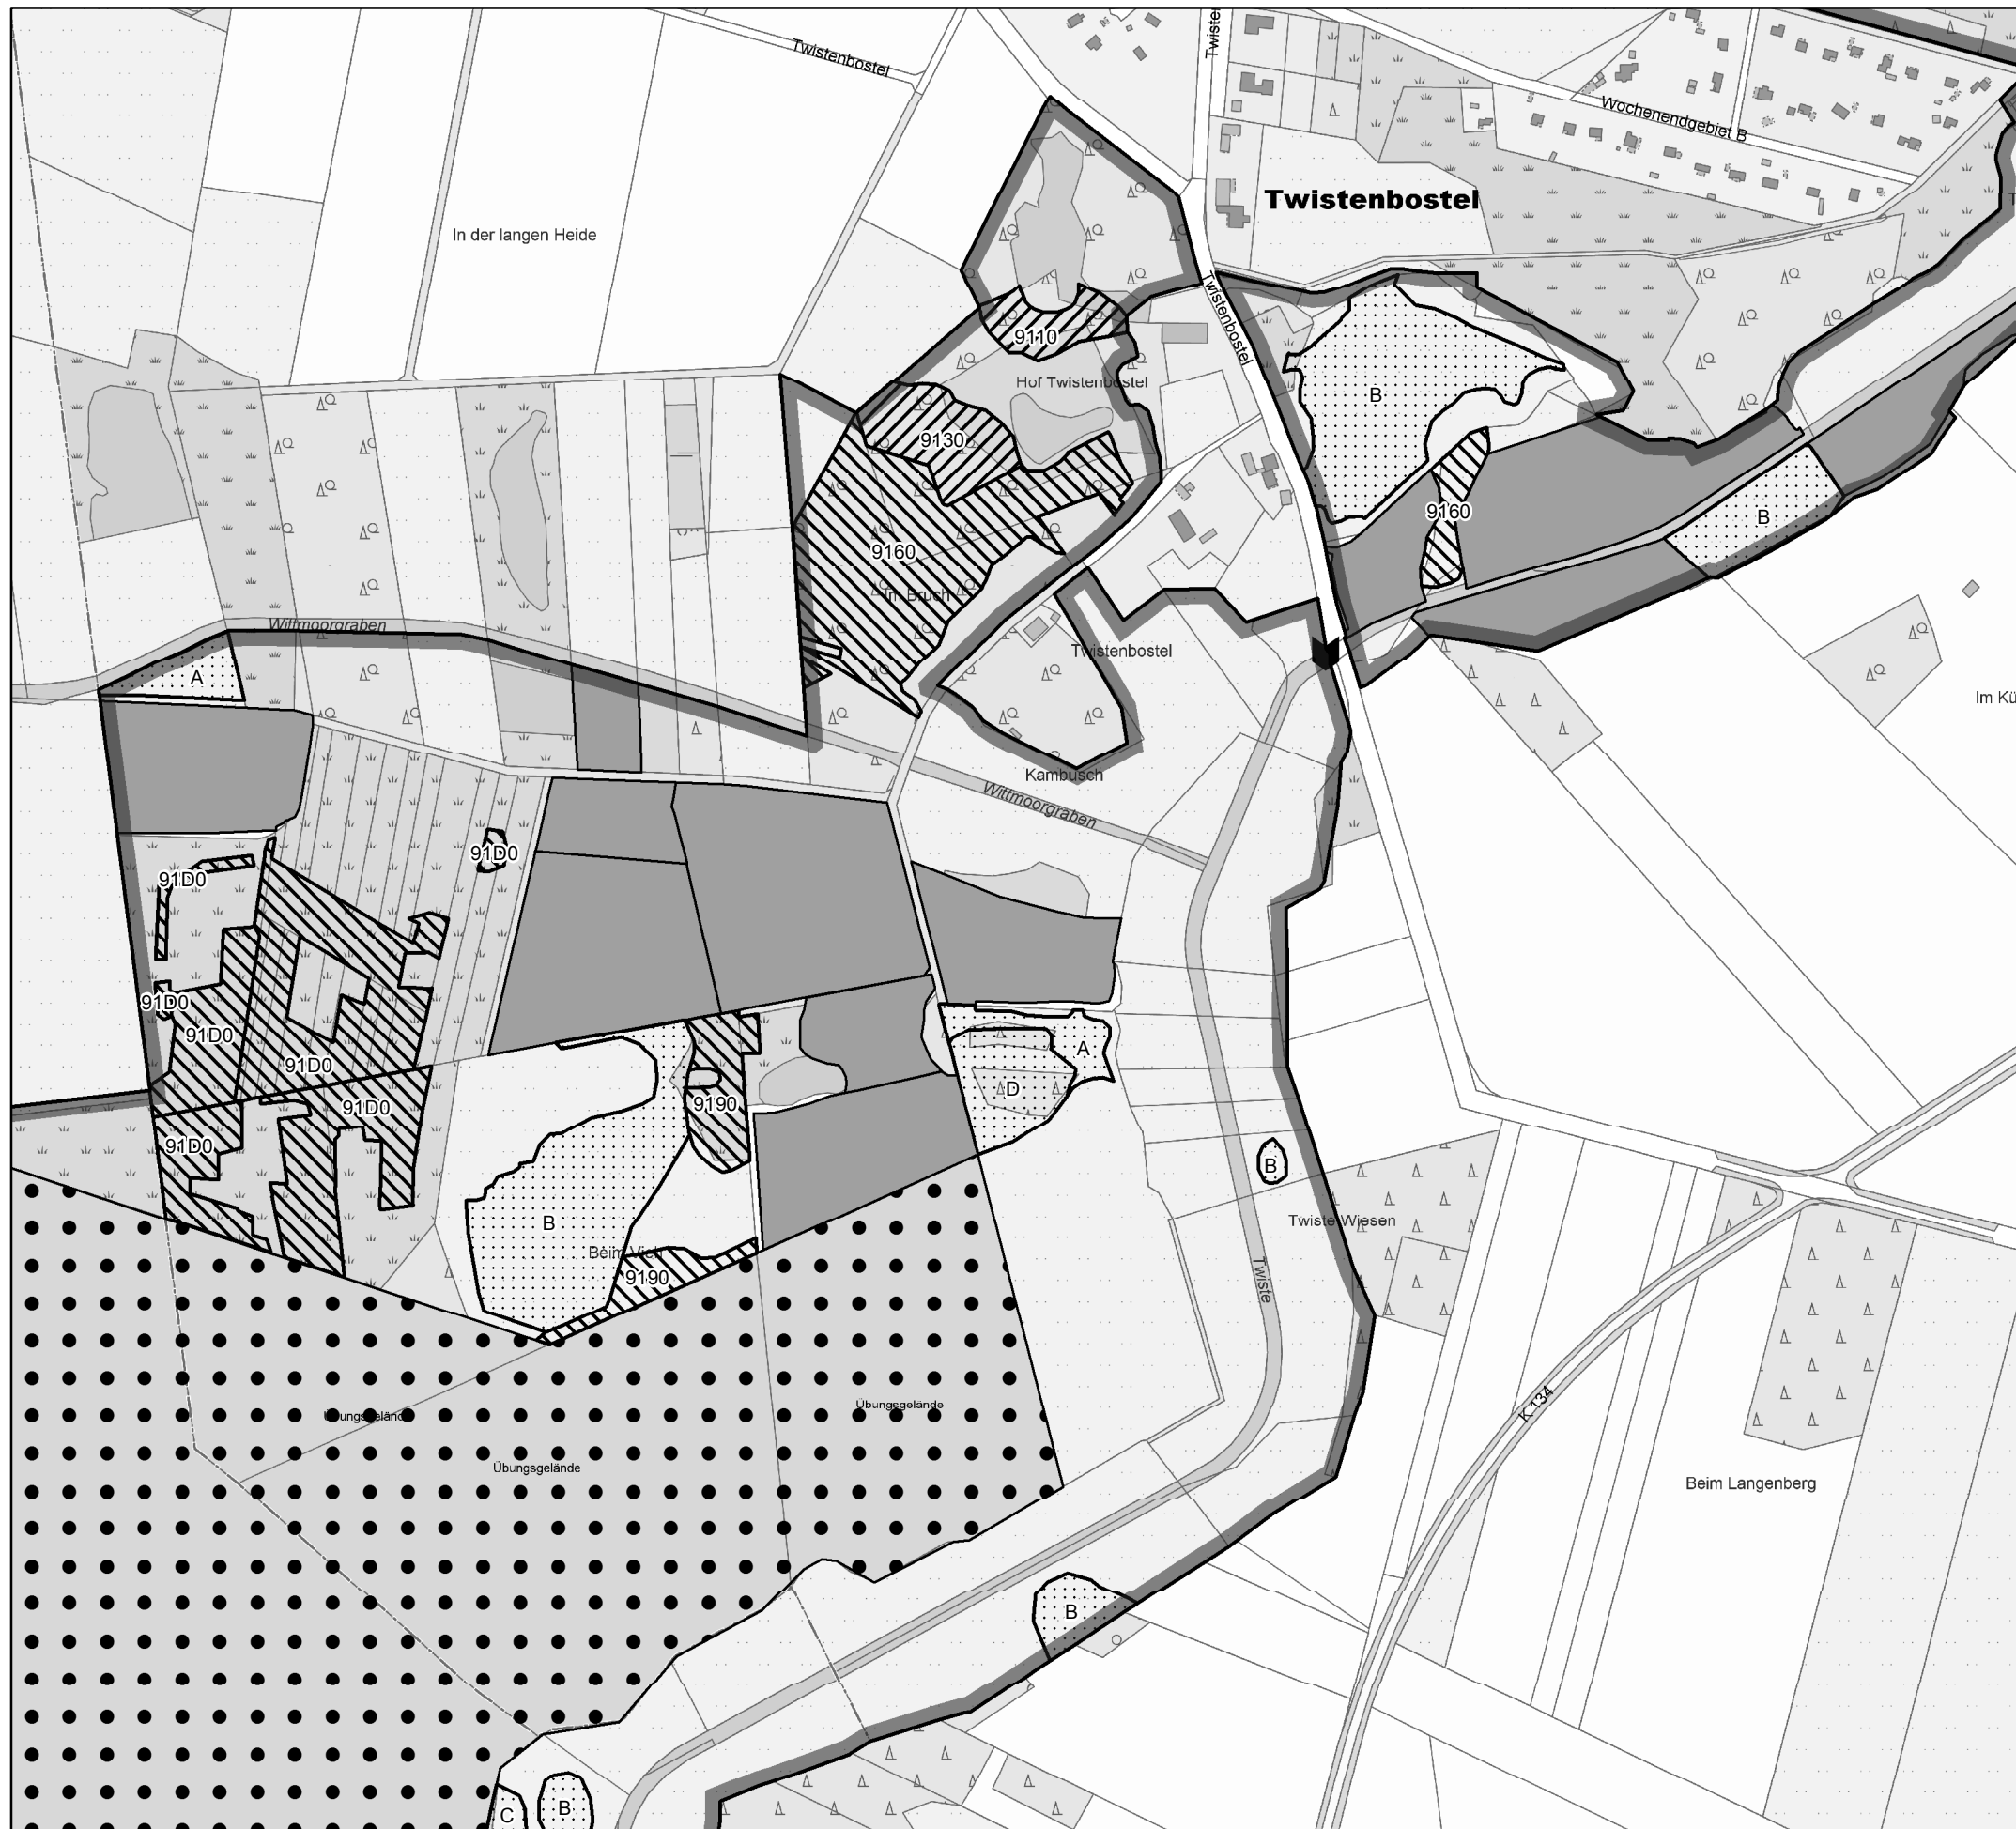 Twistenbostel
Twisten
Wochenendgebiet B
Twistenbostel
In der langen Heide
Twistenbostel
9110
Hof Twistenbostel
B
9130
9160
B
9160
Im Bruch
Wittmoorgraben
Twistenbostel
A
Im Kü
Kambusch
Wittmoorgraben
91D0
91D0
91D0
91D0
A
91D0
D
91D0
9190
91D0
B
B
Twiste Wiesen
Beim Vieh
9190
Twiste
K 134
Übungsgelände
Übungsgelände
Übungsgelände
Beim Langenberg
B
C
B